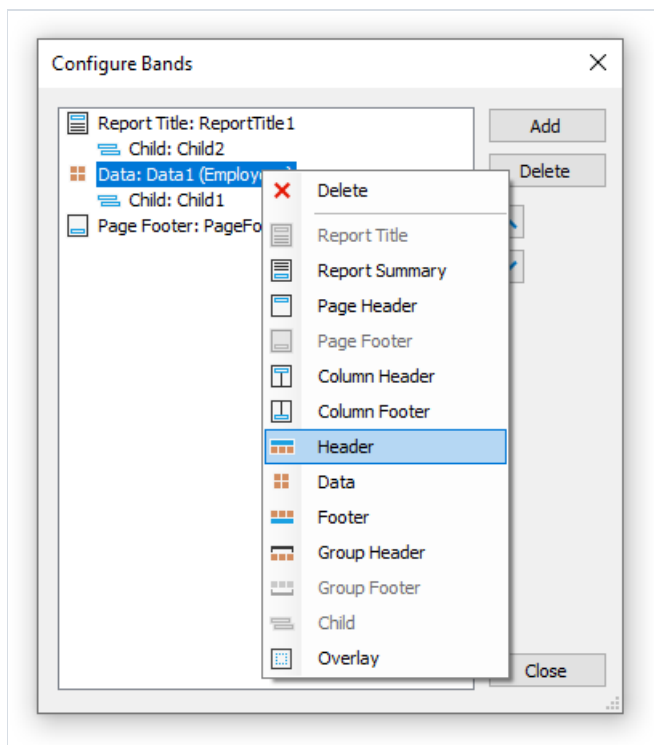 Configure Bands
Report Title: ReportTitle1
Child: Child2
Data: Data1
Child: Child1
Page Footer:
Add
Delete
Delete
Report Title
Report Summary
Page Header
Page Footer
Column Header
Column Footer
Header
Data
Footer
Group Header
Group Footer
Child
Overlay
Close